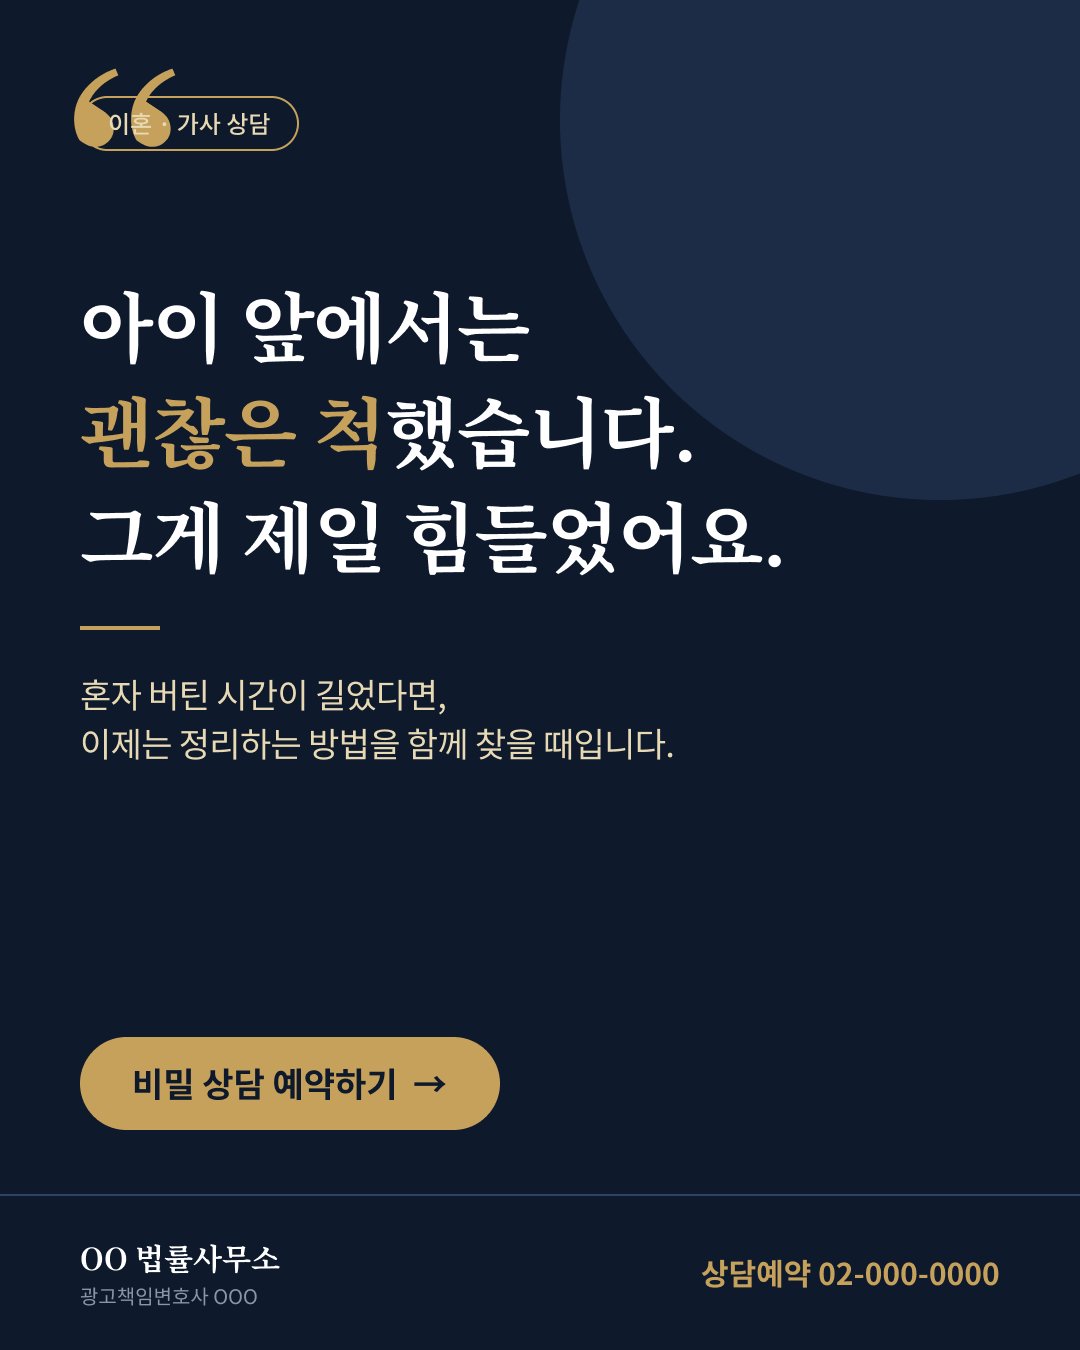 “
이혼 · 가사 상담
아이 앞에서는
괜찮은 척했습니다.
그게 제일 힘들었어요.
혼자 버틴 시간이 길었다면,
이제는 정리하는 방법을 함께 찾을 때입니다.
비밀 상담 예약하기 →
OO 법률사무소
광고책임변호사 OOO
상담예약 02-000-0000